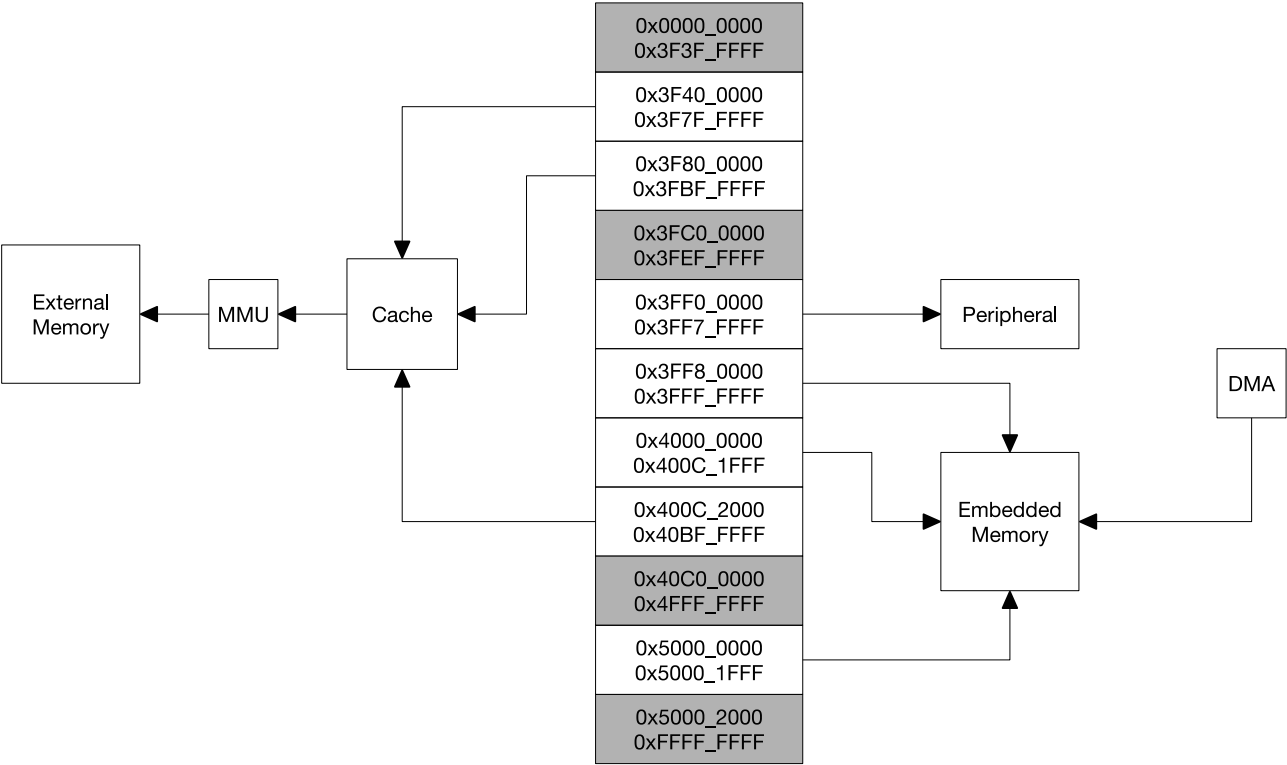 0x0000_0000
0x3F3F_FFFF
0x3F40_0000
0x3F7F_FFFF
0x3F80_0000
0x3FBF_FFFF
0x3FC0_0000
0x3FEF_FFFF
0x3FF0_0000
0x3FF7_FFFF
0x3FF8_0000
0x3FFF_FFFF
0x4000_0000
0x400C_1FFF
0x400C_2000
0x40BF_FFFF
0x40C0_0000
0x4FFF_FFFF
0x5000_0000
0x5000_1FFF
0x5000_2000
0xFFFF_FFFF
External
Memory
MMU
Cache
Peripheral
DMA
Embedded
Memory